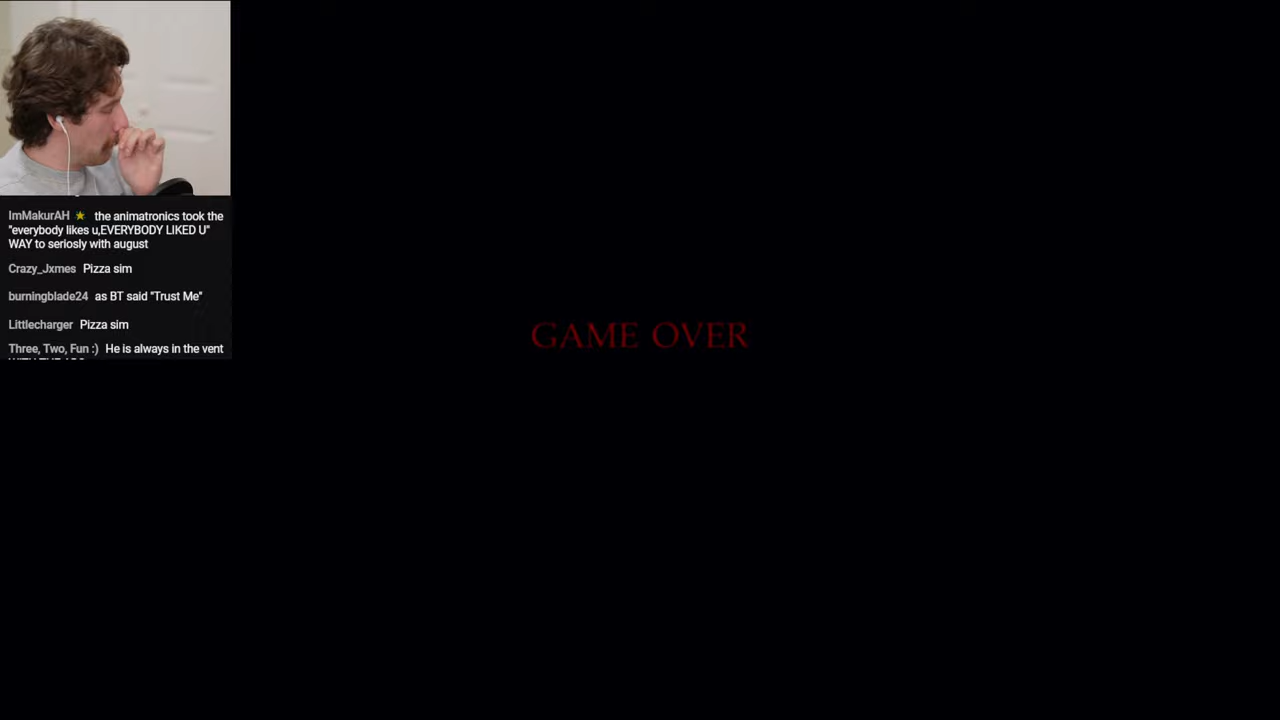 ImMakurAH the animatronics took the
"everybody likes u,EVERYBODY LIKED U"
WAY to seriosly with august
Crazy_Jxmes Pizza sim
burningblade24 as BT said "Trust Me"
Littlecharger Pizza sim
Three, Two, Fun :) He is always in the vent
GAME OVER